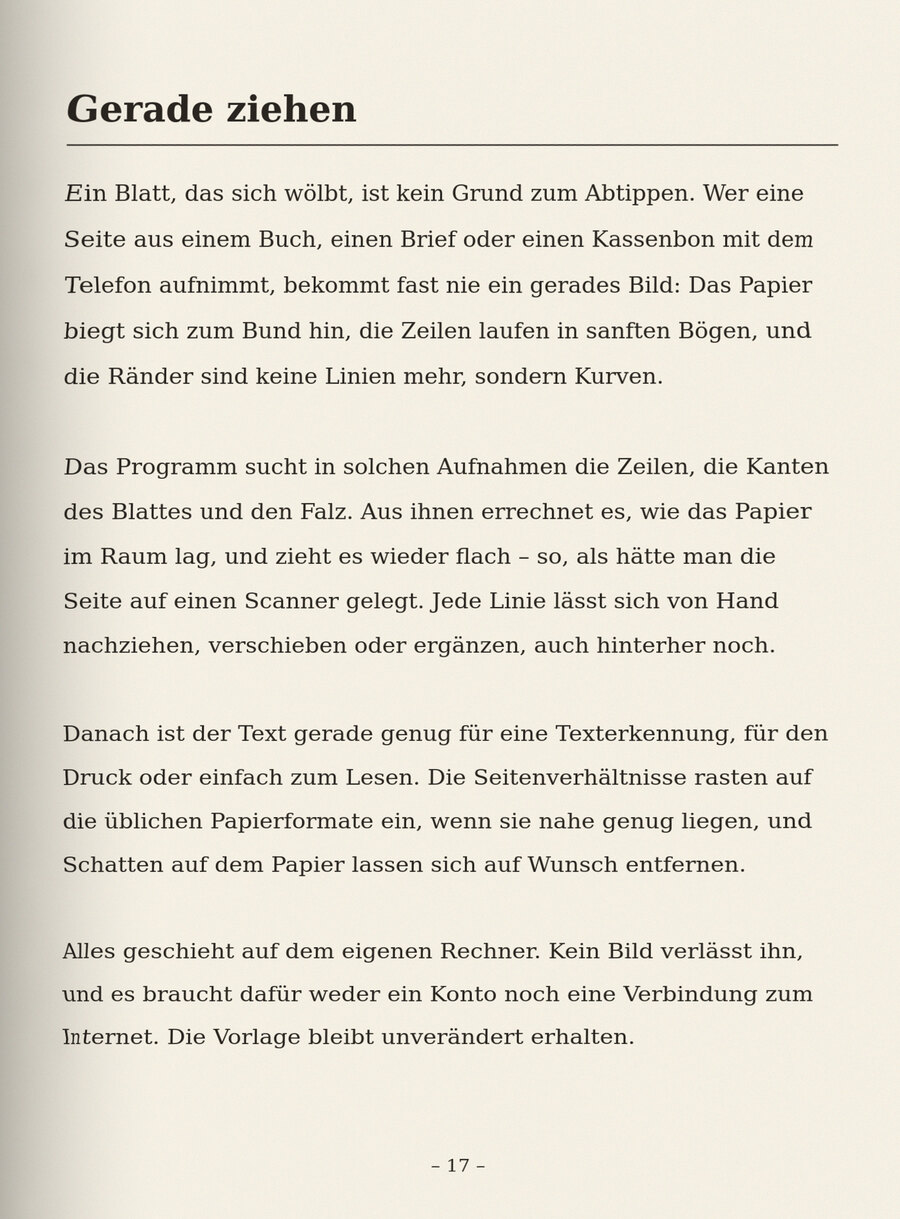 Gerade ziehen
Ein Blatt, das sich wölbt, ist kein Grund zum Abtippen. Wer eine
Seite aus einem Buch, einen Brief oder einen Kassenbon mit dem
Telefon aufnimmt, bekommt fast nie ein gerades Bild: Das Papier
biegt sich zum Bund hin, die Zeilen laufen in sanften Bögen, und
die Ränder sind keine Linien mehr, sondern Kurven.
Das Programm sucht in solchen Aufnahmen die Zeilen, die Kanten
des Blattes und den Falz. Aus ihnen errechnet es, wie das Papier
im Raum lag, und zieht es wieder flach – so, als hätte man die
Seite auf einen Scanner gelegt. Jede Linie lässt sich von Hand
nachziehen, verschieben oder ergänzen, auch hinterher noch.
Danach ist der Text gerade genug für eine Texterkennung, für den
Druck oder einfach zum Lesen. Die Seitenverhältnisse rasten auf
die üblichen Papierformate ein, wenn sie nahe genug liegen, und
Schatten auf dem Papier lassen sich auf Wunsch entfernen.
Alles geschieht auf dem eigenen Rechner. Kein Bild verlässt ihn,
und es braucht dafür weder ein Konto noch eine Verbindung zum
Internet. Die Vorlage bleibt unverändert erhalten.
– 17 –